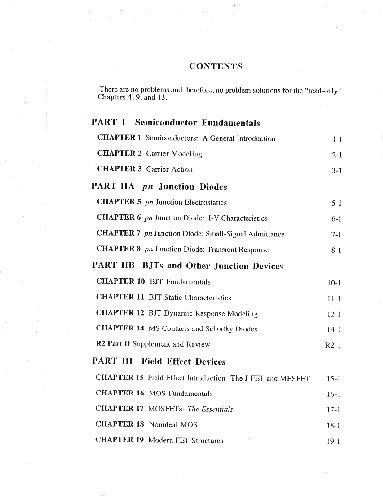 CONTENTS
There are no problems and therefore, no problem solutions for the "read-only"
Chapters 4, 9, and 13.
PART I Semiconductor Fundamentals
CHAPTER 1 Semiconductors: A General Introduction 1-1
CHAPTER 2 Carrier Modeling 2-1
CHAPTER 3 Carrier Action 3-1
PART IIA pn Junction Diodes
CHAPTER 5 pn Junction Electrostatics 5-1
CHAPTER 6 pn Junction Diode: I-V Characteristics 6-1
CHAPTER 7 pn Junction Diode: Small-Signal Admittance 7-1
CHAPTER 8 pn Junction Diode: Transient Response 8-1
PART IIB BJTs and Other Junction Devices
CHAPTER 10 BJT Fundamentals 10-1
CHAPTER 11 BJT Static Characteristics 11-1
CHAPTER 12 BJT Dynamic Response Modeling 12-1
CHAPTER 14 MS Contacts and Schottky Diodes 14-1
R2 Part II Supplement and Review R2-1
PART III Field Effect Devices
CHAPTER 15 Field Effect Introduction–The J-FET and MESFET 15-1
CHAPTER 16 MOS Fundamentals 16-1
CHAPTER 17 MOSFETs–The Essentials 17-1
CHAPTER 18 Nonideal MOS 18-1
CHAPTER 19 Modern FET Structures 19-1